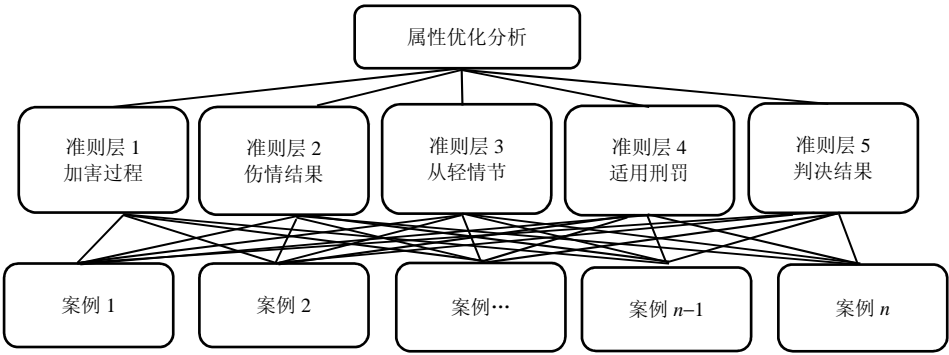 属性优化分析
准则层 1
加害过程
准则层 2
伤情结果
准则层 3
从轻情节
准则层 4
适用刑罚
准则层 5
判决结果
案例 1
案例 2
案例…
案例 n−1
案例 n